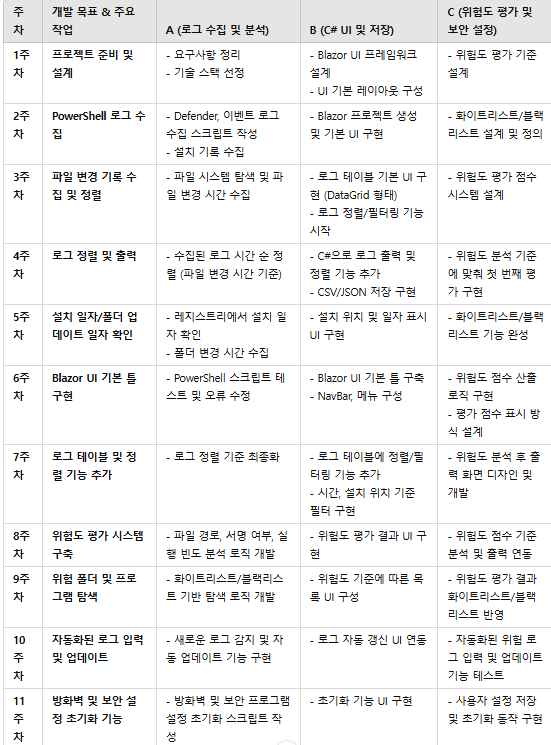 주차 | 개발 목표 & 주요 작업 | A (로그 수집 및 분석) | B (C# UI 및 저장) | C (위험도 평가 및 보안 설정)
1주차 | 프로젝트 준비 및 설계 | - 요구사항 정리 - 기술 스택 선정 | - Blazor UI 프레임워크 설계 - UI 기본 레이아웃 구성 | - 위험도 평가 기준 설계
2주차 | PowerShell 로그 수집 | - Defender, 이벤트 로그 수집 스크립트 작성 - 설치 기록 수집 | - Blazor 프로젝트 생성 및 기본 UI 구현 | - 화이트리스트/블랙리스트 설계 및 정의
3주차 | 파일 변경 기록 수집 및 정렬 | - 파일 시스템 탐색 및 파일 변경 시간 수집 | - 로그 테이블 기본 UI 구현 (DataGrid 형태) - 로그 정렬/필터링 기능 시작 | - 위험도 평가 점수 시스템 설계
4주차 | 로그 정렬 및 출력 | - 수집된 로그 시간 순 정렬 (파일 변경 시간 기준) | - C#으로 로그 출력 및 정렬 기능 추가 - CSV/JSON 저장 구현 | - 위험도 분석 기준에 맞춰 첫 번째 평가 구현
5주차 | 설치 일자/폴더 업데이트 일자 확인 | - 레지스트리에서 설치 일자 확인 - 폴더 변경 시간 수집 | - 설치 위치 및 일자 표시 UI 구현 | - 화이트리스트/블랙리스트 기능 완성
6주차 | Blazor UI 기본 틀 구현 | - PowerShell 스크립트 테스트 및 오류 수정 | - Blazor UI 기본 틀 구축 - NavBar, 메뉴 구성 | - 위험도 점수 산출 로직 구현 - 평가 점수 표시 방식 설계
7주차 | 로그 테이블 및 정렬 기능 추가 | - 로그 정렬 기준 최종화 | - 로그 테이블에 정렬/필터링 기능 추가 - 시간, 설치 위치 기준 필터 구현 | - 위험도 분석 후 출력 화면 디자인 및 개발
8주차 | 위험도 평가 시스템 구축 | - 파일 경로, 서명 여부, 실행 빈도 분석 로직 개발 | - 위험도 평가 결과 UI 구현 | - 위험도 점수 기준 분석 및 출력 연동
9주차 | 위험 폴더 및 프로그램 탐색 | - 화이트리스트/블랙리스트 기반 탐색 로직 개발 | - 위험도 기준에 따른 목록 UI 구성 | - 위험도 평가 결과 화이트리스트/블랙리스트 반영
10주차 | 자동화된 로그 입력 및 업데이트 | - 새로운 로그 감지 및 자동 업데이트 기능 구현 | - 로그 자동 갱신 UI 연동 | - 자동화된 위험 로그 입력 및 업데이트 기능 테스트
11주차 | 방화벽 및 보안 설정 초기화 기능 | - 방화벽 및 보안 프로그램 설정 초기화 스크립트 작성 | - 초기화 기능 UI 구현 | - 사용자 설정 저장 및 초기화 동작 구현